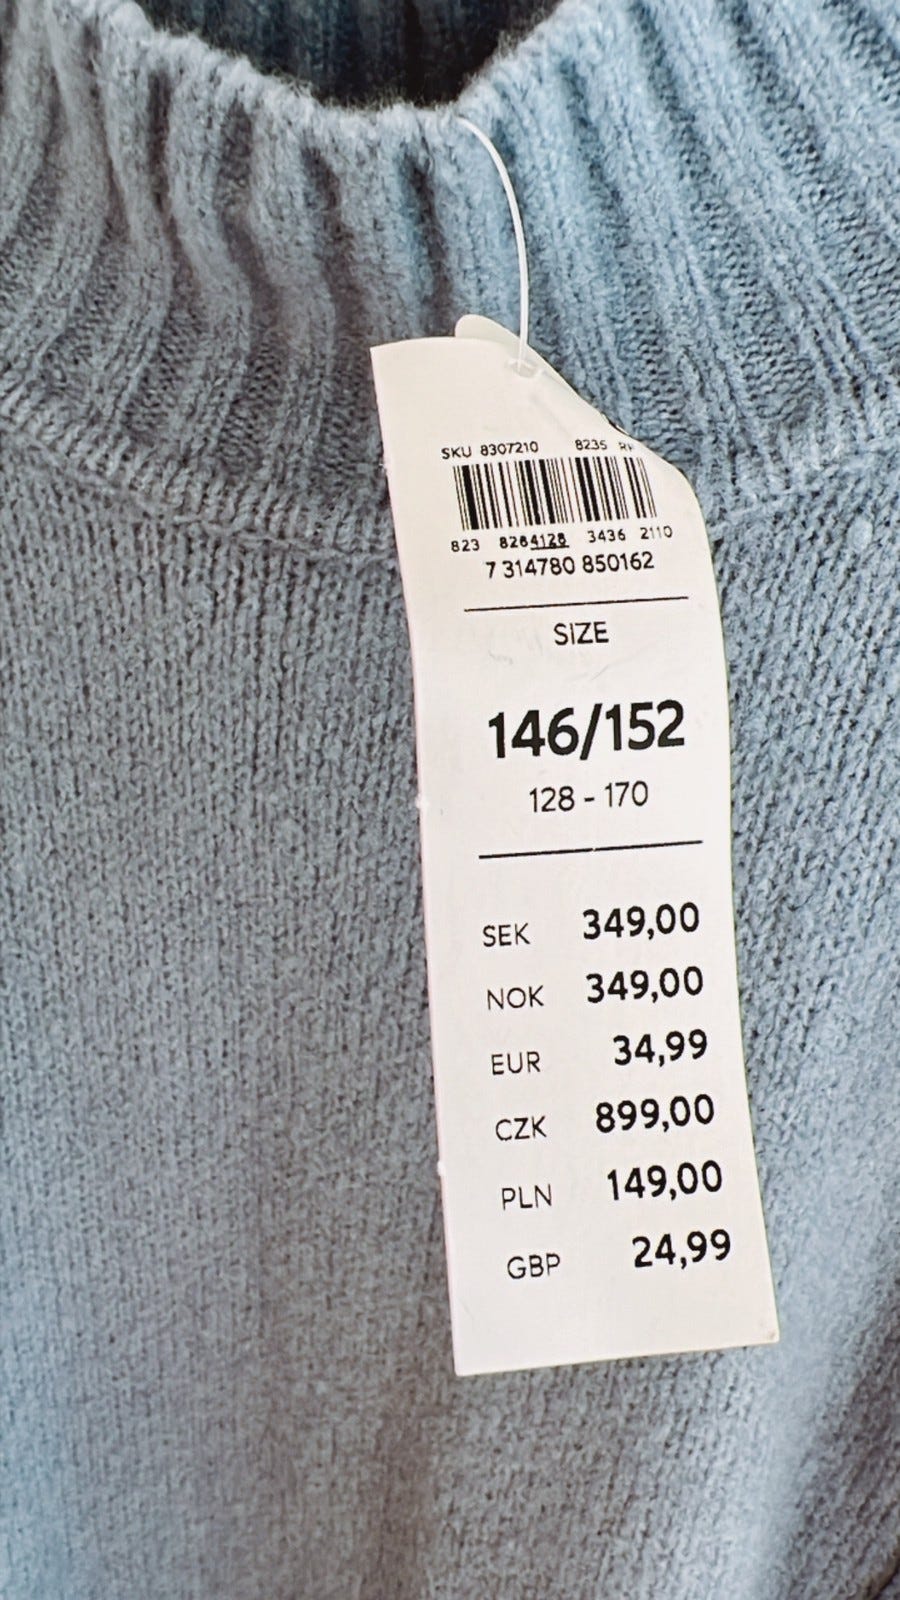 SKU 8307210 8235
823 8264128 3436 2110
7 314780 850162
SIZE
146/152
128 - 170
SEK 349,00
NOK 349,00
EUR 34,99
CZK 899,00
PLN 149,00
GBP 24,99